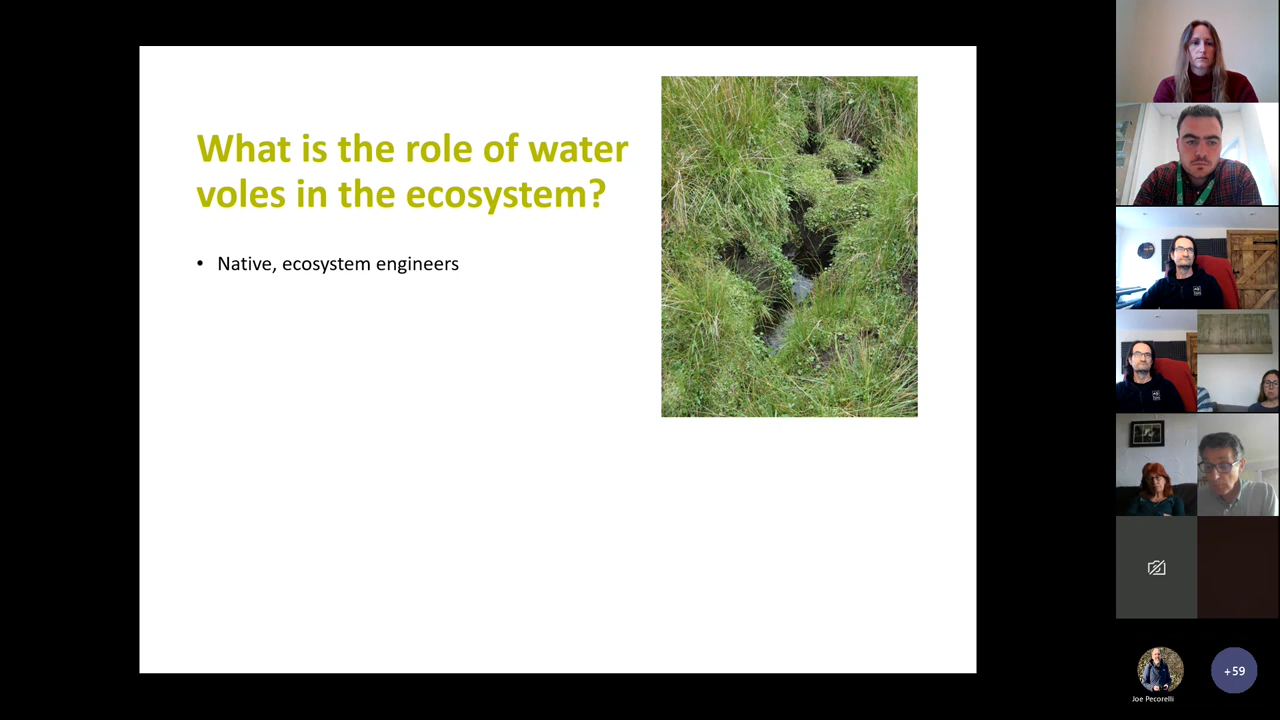 What is the role of water
voles in the ecosystem?
• Native, ecosystem engineers
Joe Pecorelli
+59